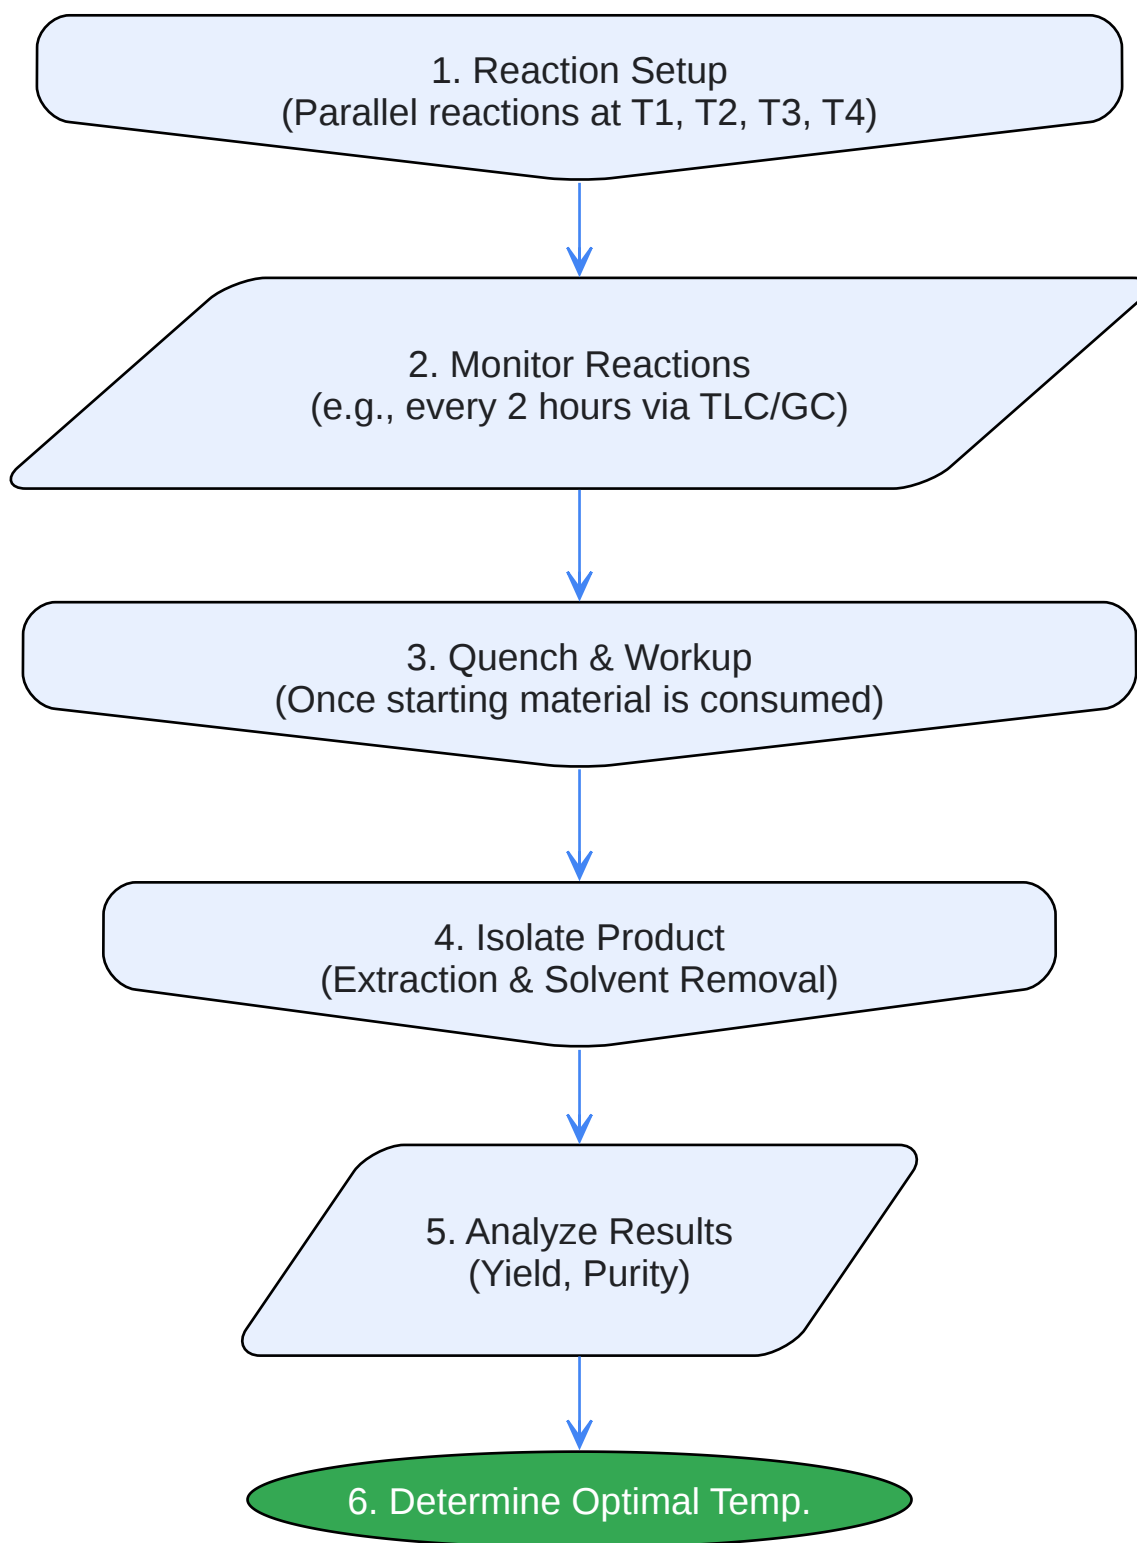 1. Reaction Setup
(Parallel reactions at T1, T2, T3, T4)
2. Monitor Reactions
(e.g., every 2 hours via TLC/GC)
3. Quench & Workup
(Once starting material is consumed)
4. Isolate Product
(Extraction & Solvent Removal)
5. Analyze Results
(Yield, Purity)
6. Determine Optimal Temp.